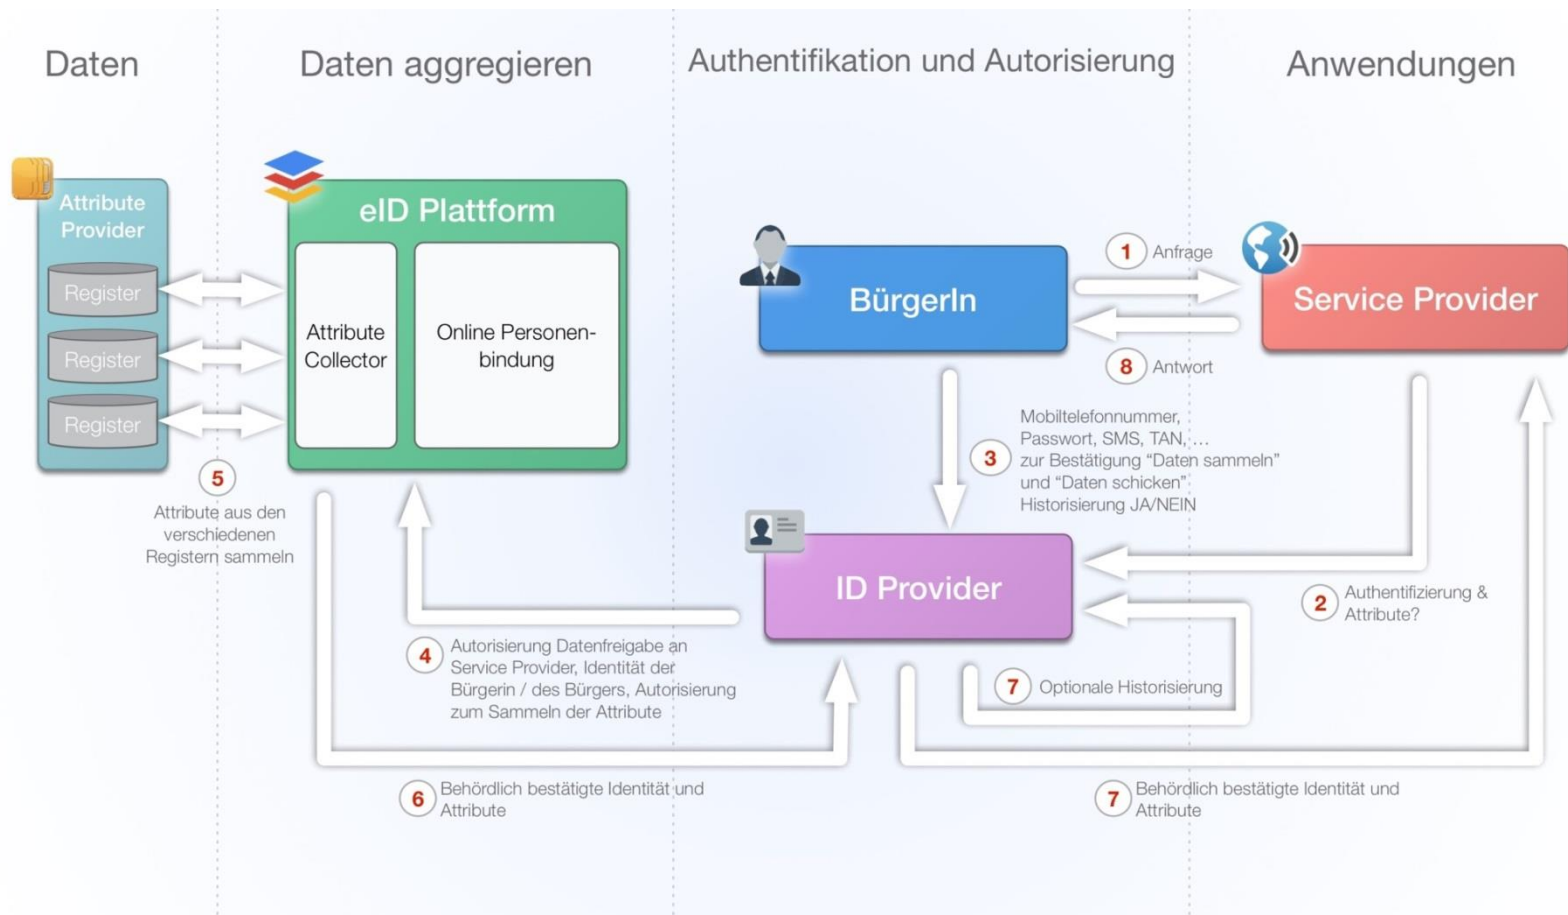 Daten
Daten aggregieren
Authentifikation und Autorisierung
Anwendungen
Attribute
Provider
Register
Register
Register
eID Plattform
Attribute
Collector
Online Personen-
bindung
BürgerIn
1 Anfrage
8 Antwort
Service Provider
Mobiltelefonnummer,
Passwort, SMS, TAN, …
3 zur Bestätigung “Daten sammeln”
und “Daten schicken”
Historisierung JA/NEIN
5
Attribute aus den
verschiedenen
Registern sammeln
ID Provider
2 Authentifizierung &
Attribute?
4 Autorisierung Datenfreigabe an
Service Provider, Identität der
Bürgerin / des Bürgers, Autorisierung
zum Sammeln der Attribute
7 Optionale Historisierung
6 Behördlich bestätigte Identität und
Attribute
7 Behördlich bestätigte Identität und
Attribute